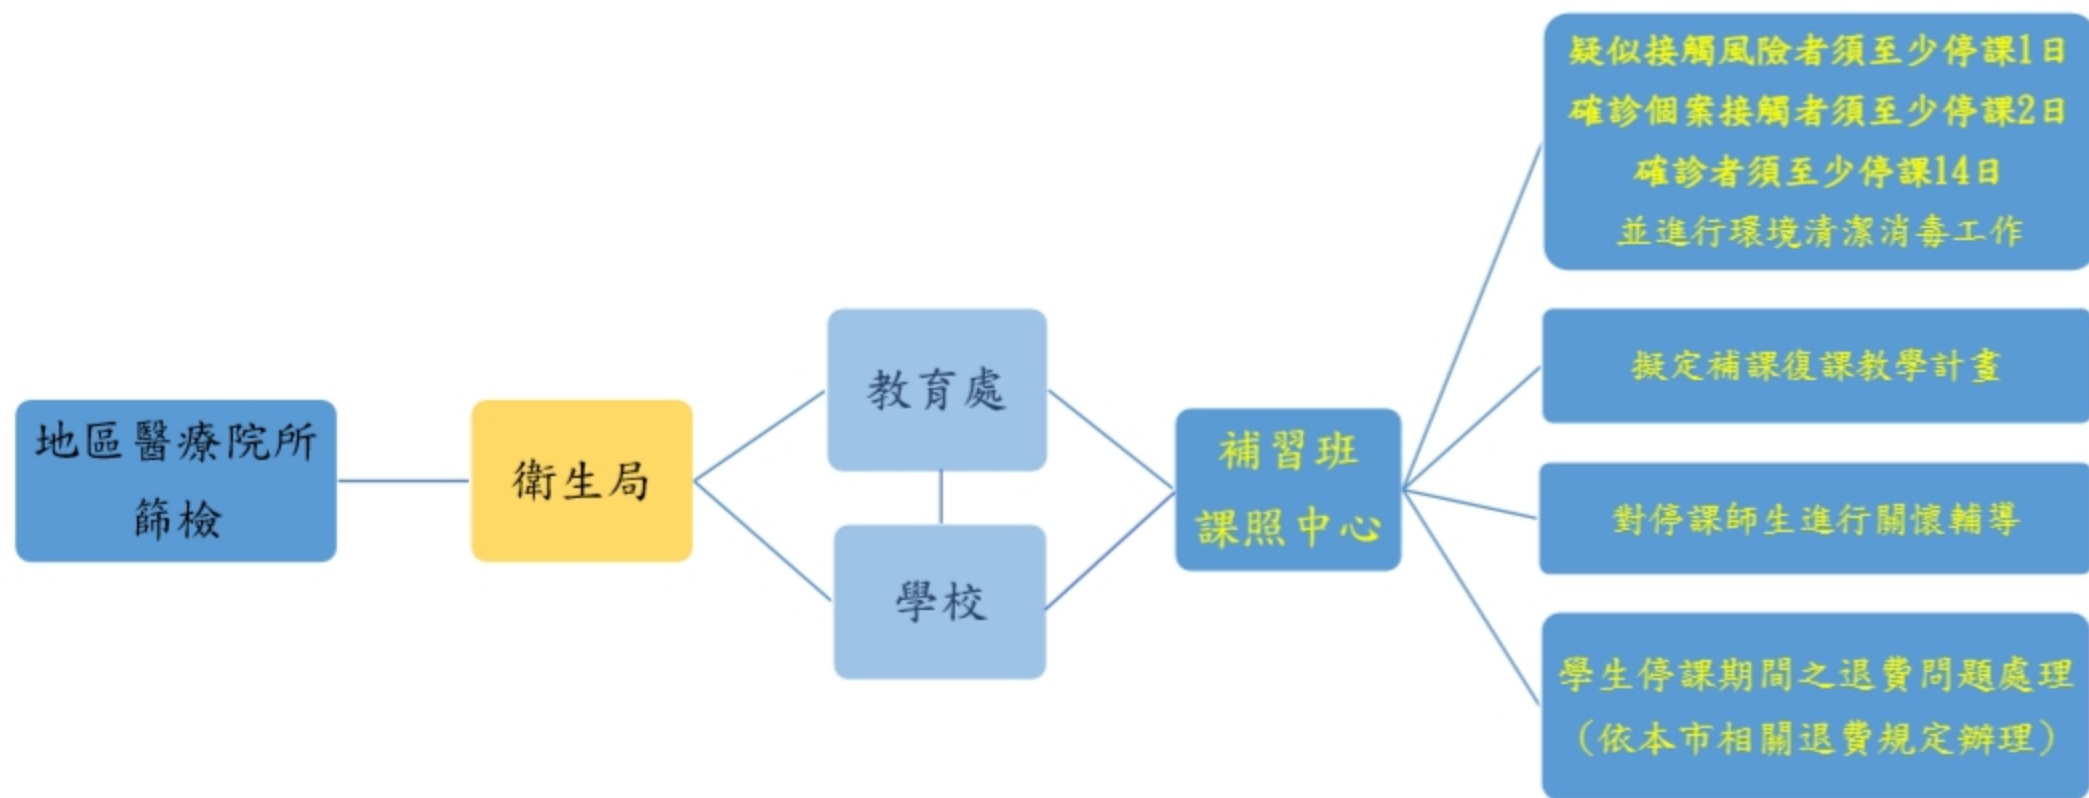 地區醫療院所
篩檢
衛生局
教育處
學校
補習班
課照中心
疑似接觸風險者須至少停課1日
確診個案接觸者須至少停課2日
確診者須至少停課14日
並進行環境清潔消毒工作
擬定補課復課教學計畫
對停課師生進行關懷輔導
學生停課期間之退費問題處理
(依本市相關退費規定辦理)